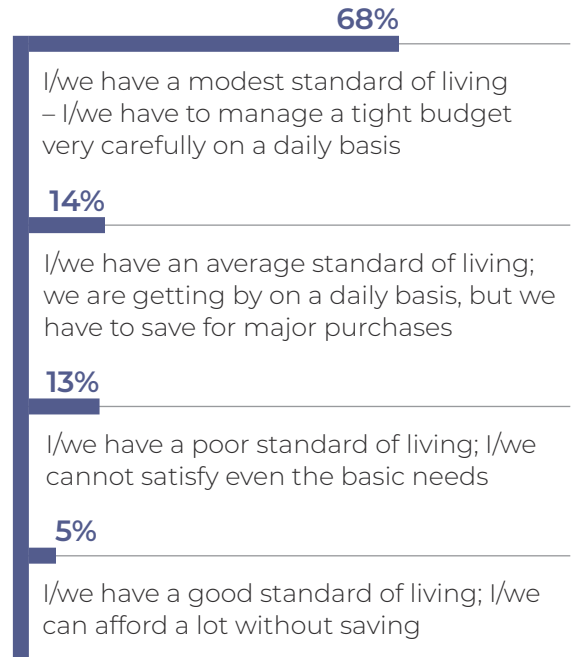 68%
I/we have a modest standard of living
– I/we have to manage a tight budget
very carefully on a daily basis
14%
I/we have an average standard of living;
we are getting by on a daily basis, but we
have to save for major purchases
13%
I/we have a poor standard of living; I/we
cannot satisfy even the basic needs
5%
I/we have a good standard of living; I/we
can afford a lot without saving